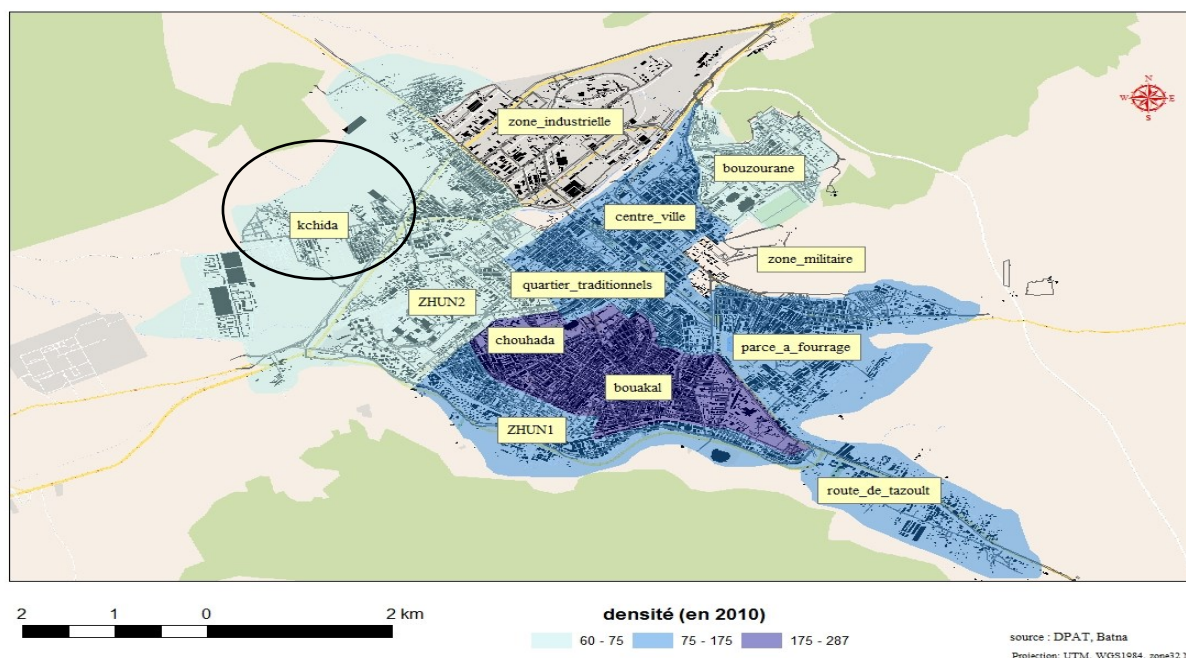 N
W E
S
zone_industrielle
bouzourane
kchida
centre_ville
zone_militaire
quartier_traditionnels
ZHUN2
chouhada
parce_a_fourrage
bouakal
ZHUN1
route_de_tazoult
2 1 0 2 km
densité (en 2010)
60 - 75 75 - 175 175 - 287
source : DPAT, Batna
Projection: UTM, WGS1984, zone32